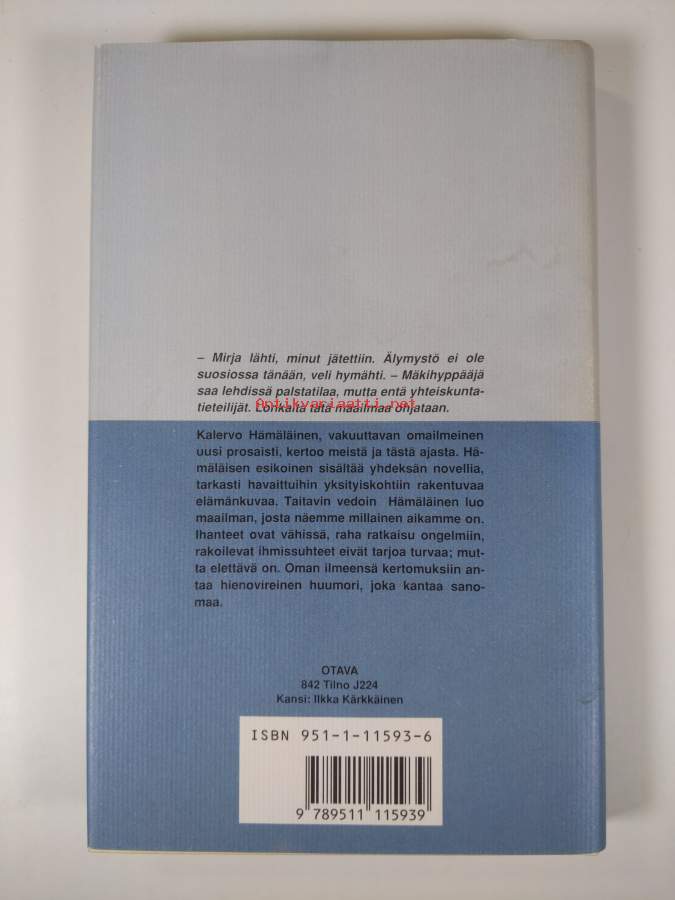 – Mirja lähti, minut jätettiin. Älymystö ei ole
suosiossa tänään, veli hymähti. – Mäkihyppääjä
saa lehdissä palstatilaa, mutta entä yhteiskunta-
tieteilijät. Lonkalta tätä maailmaa ohjataan.
Antikvariaatti.net
Kalervo Hämäläinen, vakuuttavan omailmeinen
uusi prosaisti, kertoo meistä ja tästä ajasta. Hä-
mäläisen esikoinen sisältää yhdeksän novellia,
tarkasti havaittuihin yksityiskohtiin rakentuvaa
elämänkuvaa. Taitavin vedoin Hämäläinen luo
maailman, josta näemme millainen aikamme on.
Ihanteet ovat vähissä, raha ratkaisu ongelmiin,
rakoilevat ihmissuhteet eivät tarjoa turvaa; mut-
ta elettävä on. Oman ilmeensä kertomuksiin an-
taa hienovireinen huumori, joka kantaa sano-
maa.
OTAVA
842 Tilno J224
Kansi: Ilkka Kärkkäinen
ISBN 951-1-11593-6
9 789511 115939